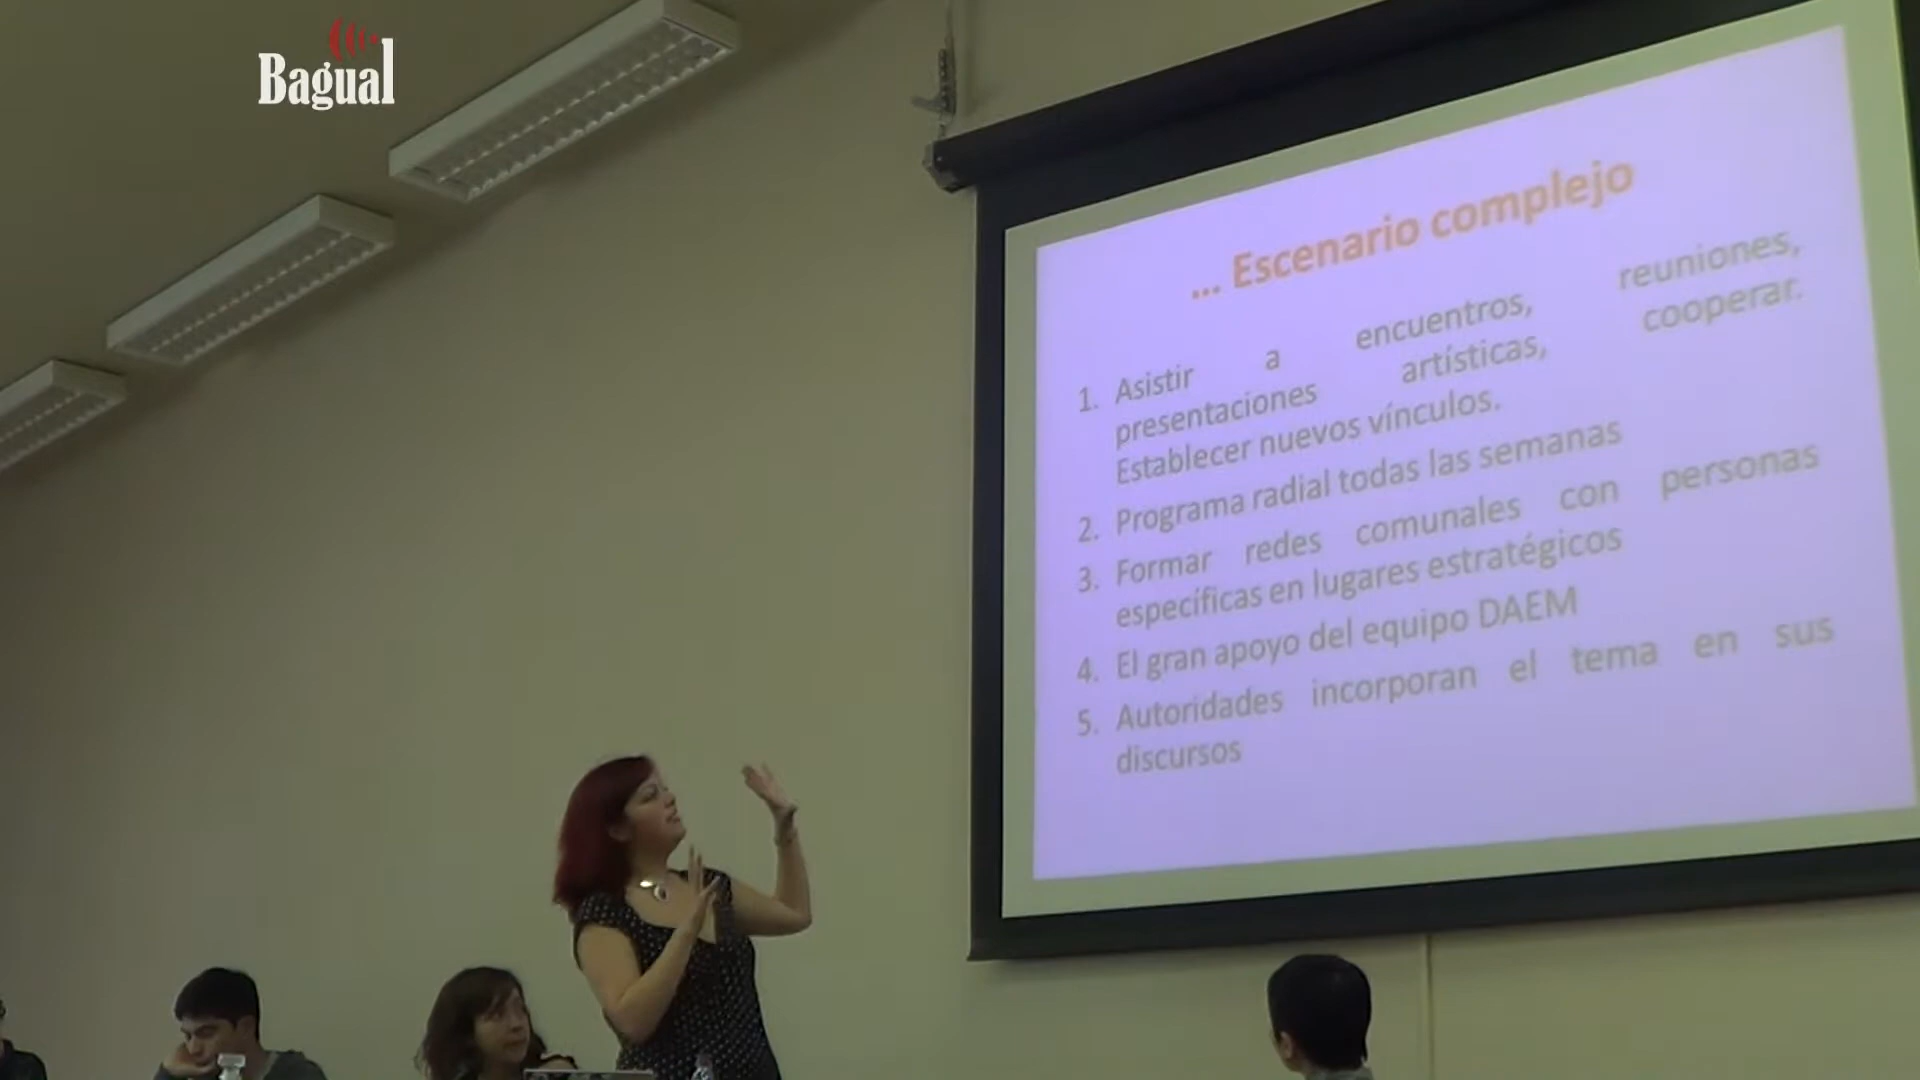 Bagual
... Escenario complejo
1. Asistir a encuentros, reuniones,
presentaciones artísticas, cooperar.
Establecer nuevos vínculos.
2. Programa radial todas las semanas
3. Formar redes comunales con personas
específicas en lugares estratégicos
4. El gran apoyo del equipo DAEM
5. Autoridades incorporan el tema en sus
discursos